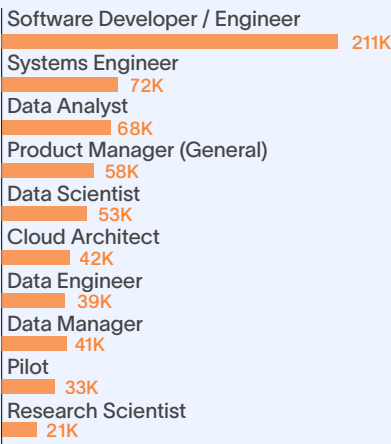 Software Developer / Engineer
211K
Systems Engineer
72K
Data Analyst
68K
Product Manager (General)
58K
Data Scientist
53K
Cloud Architect
42K
Data Engineer
39K
Data Manager
41K
Pilot
33K
Research Scientist
21K